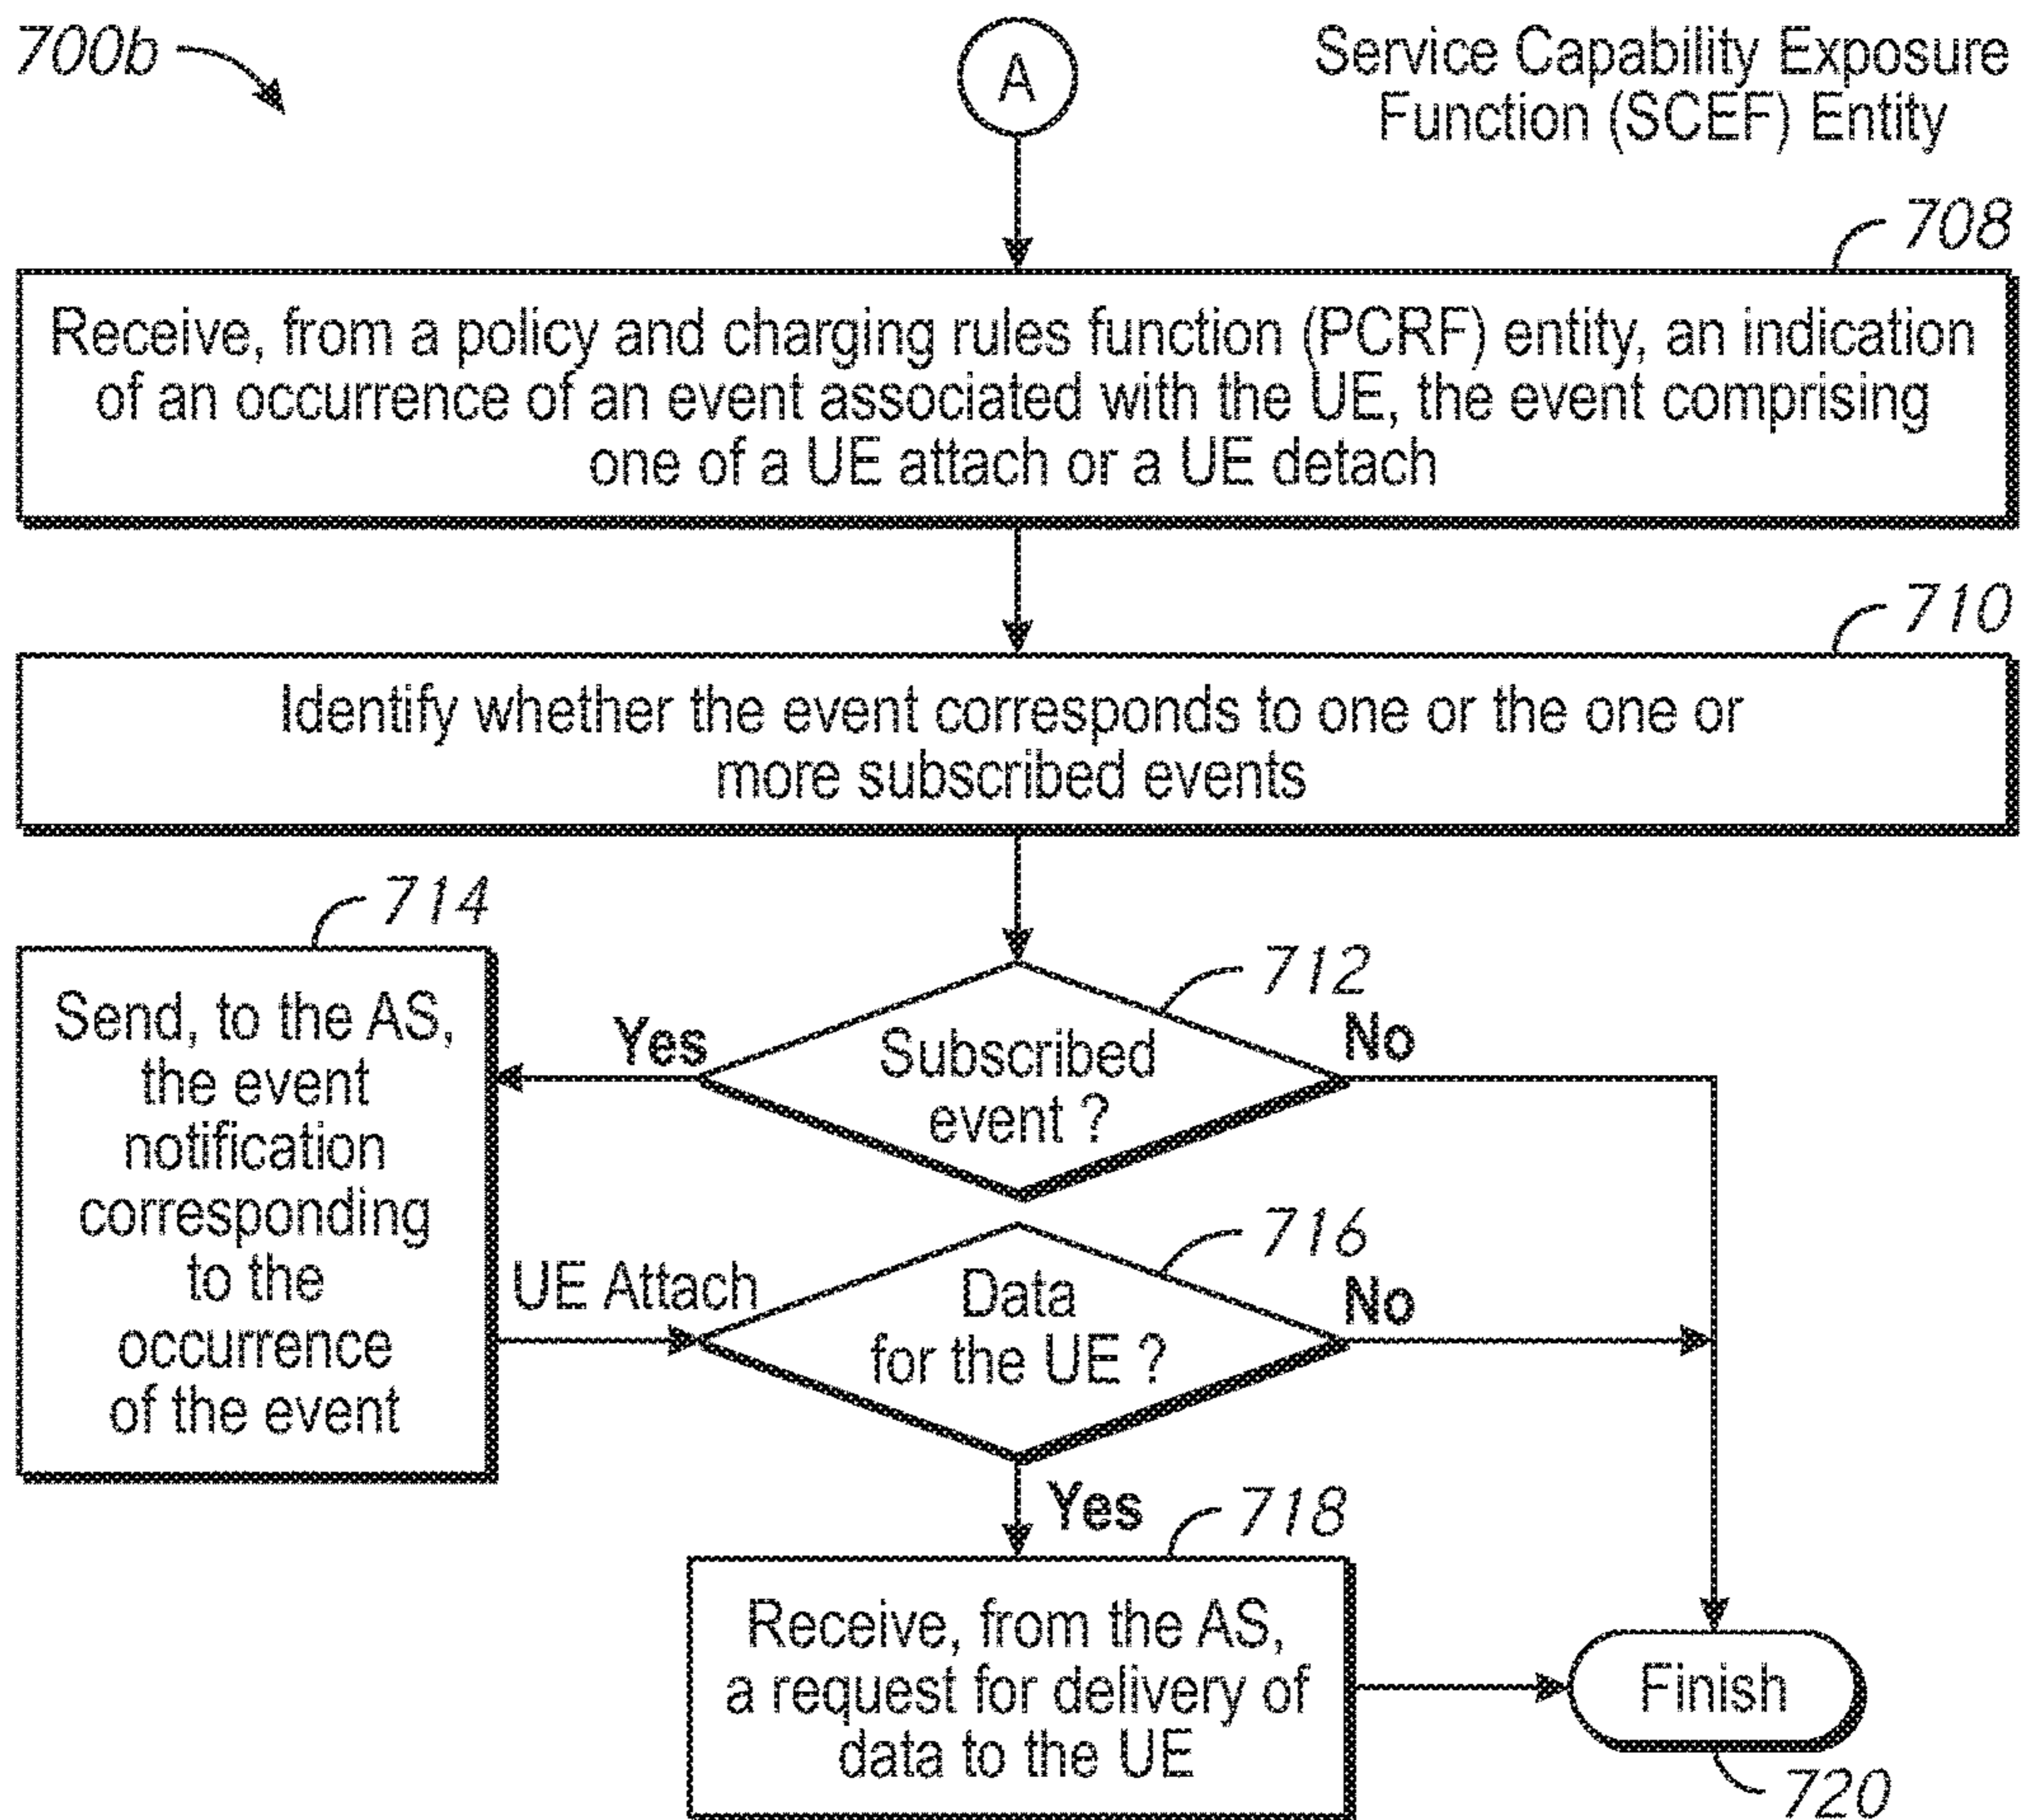 700b
A
Service Capability Exposure
Function (SCEF) Entity
708
Receive, from a policy and charging rules function (PCRF) entity, an indication
of an occurrence of an event associated with the UE, the event comprising
one of a UE attach or a UE detach
710
Identify whether the event corresponds to one or the one or
more subscribed events
714
Send, to the AS,
the event
notification
corresponding
to the
occurrence
of the event
712
Yes
Subscribed
event ?
No
716
UE Attach
Data
for the UE ?
No
Yes
718
Receive, from the AS,
a request for delivery of
data to the UE
Finish
720